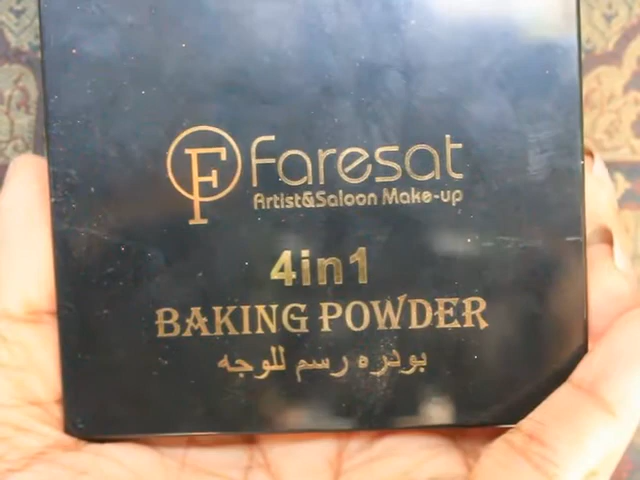 F
Faresat
Artist&Saloon Make-up
4in1
BAKING POWDER
بودره رسم للوجه